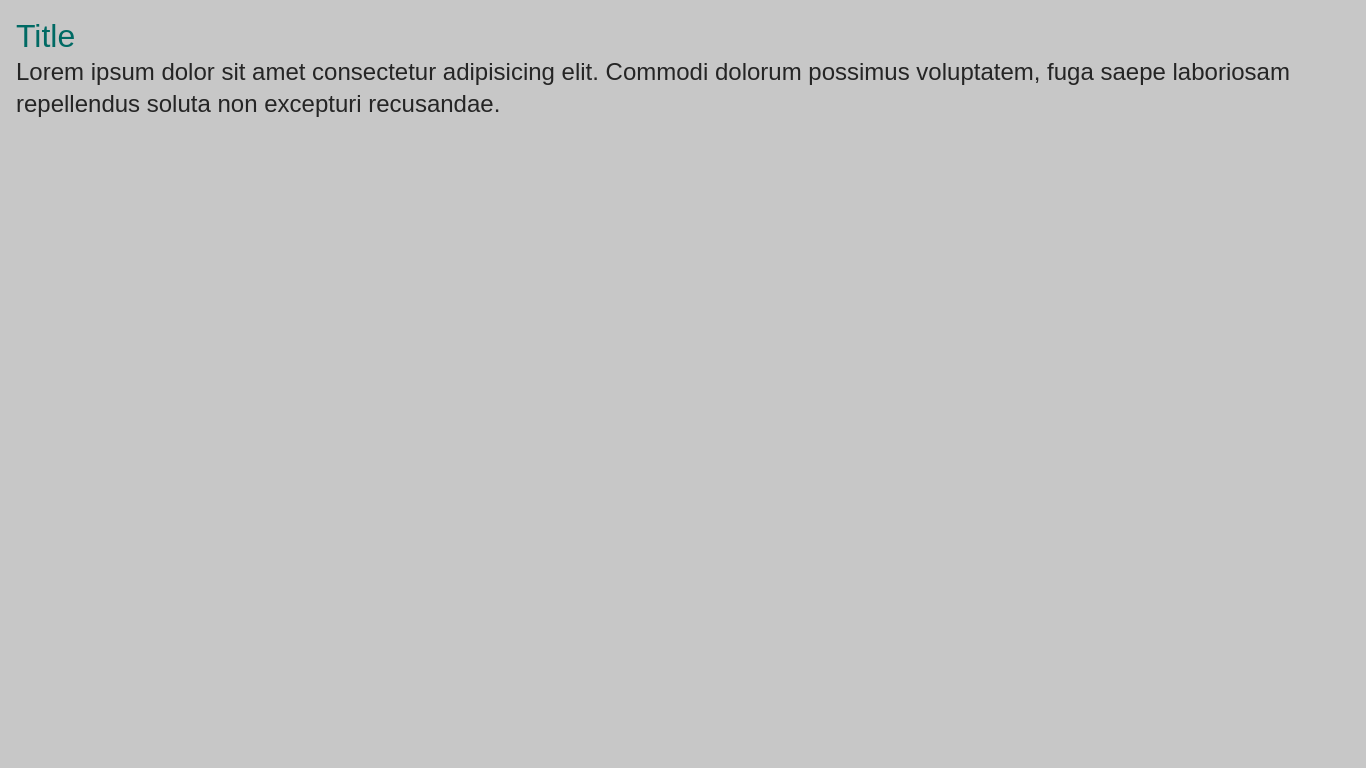 Title
Lorem ipsum dolor sit amet consectetur adipisicing elit. Commodi dolorum possimus voluptatem, fuga saepe laboriosam
repellendus soluta non excepturi recusandae.